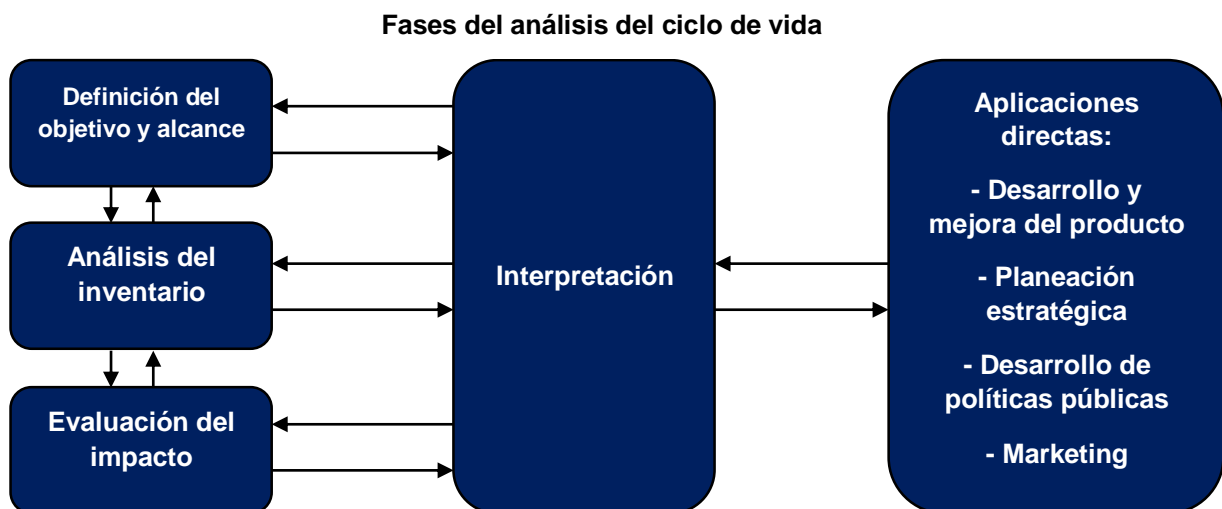 Fases del análisis del ciclo de vida
Definición del
objetivo y alcance
Análisis del
inventario
Evaluación del
impacto
Interpretación
Aplicaciones
directas:
- Desarrollo y
mejora del producto
- Planeación
estratégica
- Desarrollo de
políticas públicas
- Marketing